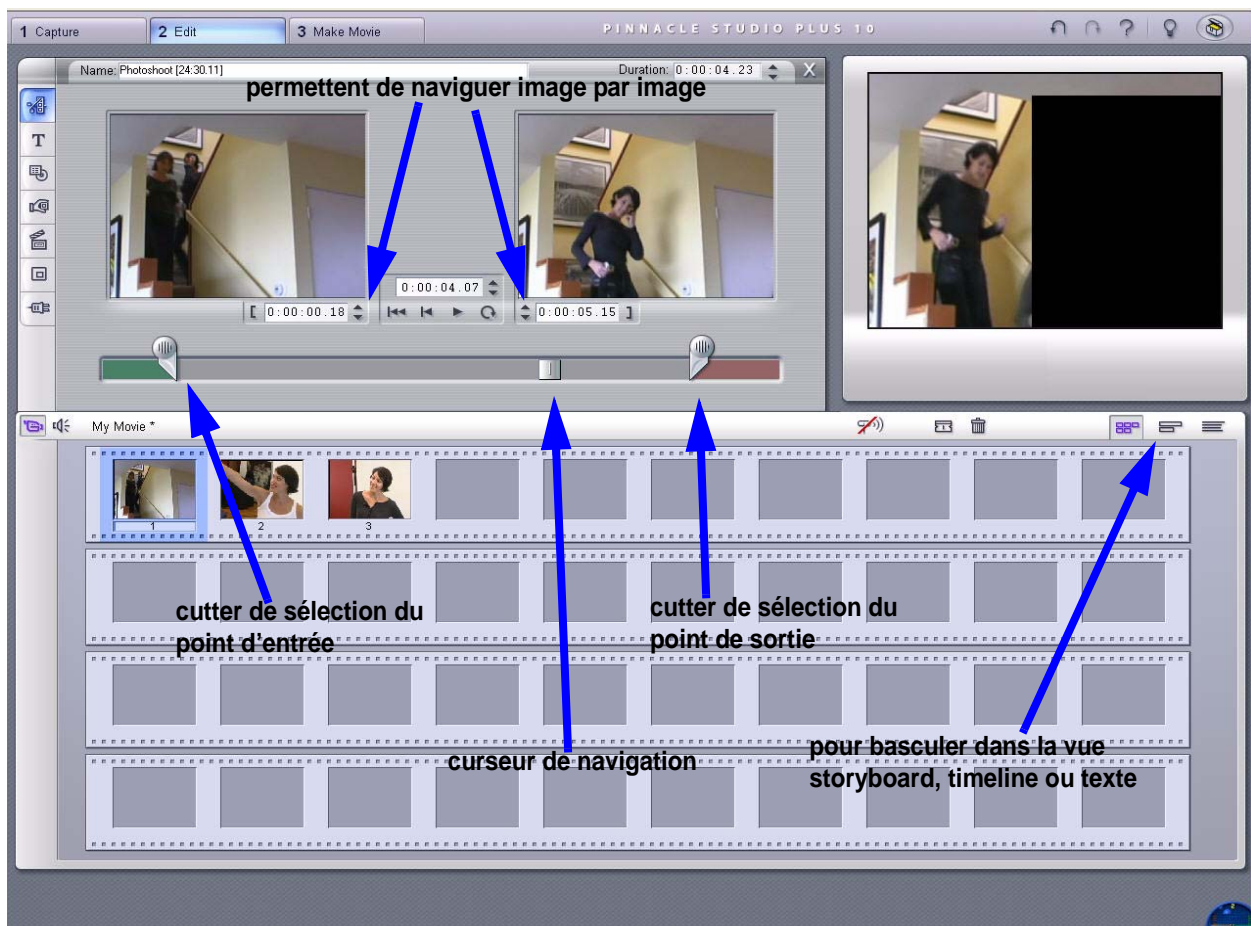 1 Capture
2 Edit
3 Make Movie
PINNACLE STUDIO PLUS 10
Name: Photoshoot [24:30.11]
Duration: 0:00:04.23
X
permettent de naviguer image par image
T
0:00:04.07
[ 0:00:00.18
0:00:05.15 ]
My Movie *
1
2
3
cutter de sélection du
point d’entrée
cutter de sélection du
point de sortie
curseur de navigation
pour basculer dans la vue
storyboard, timeline ou texte